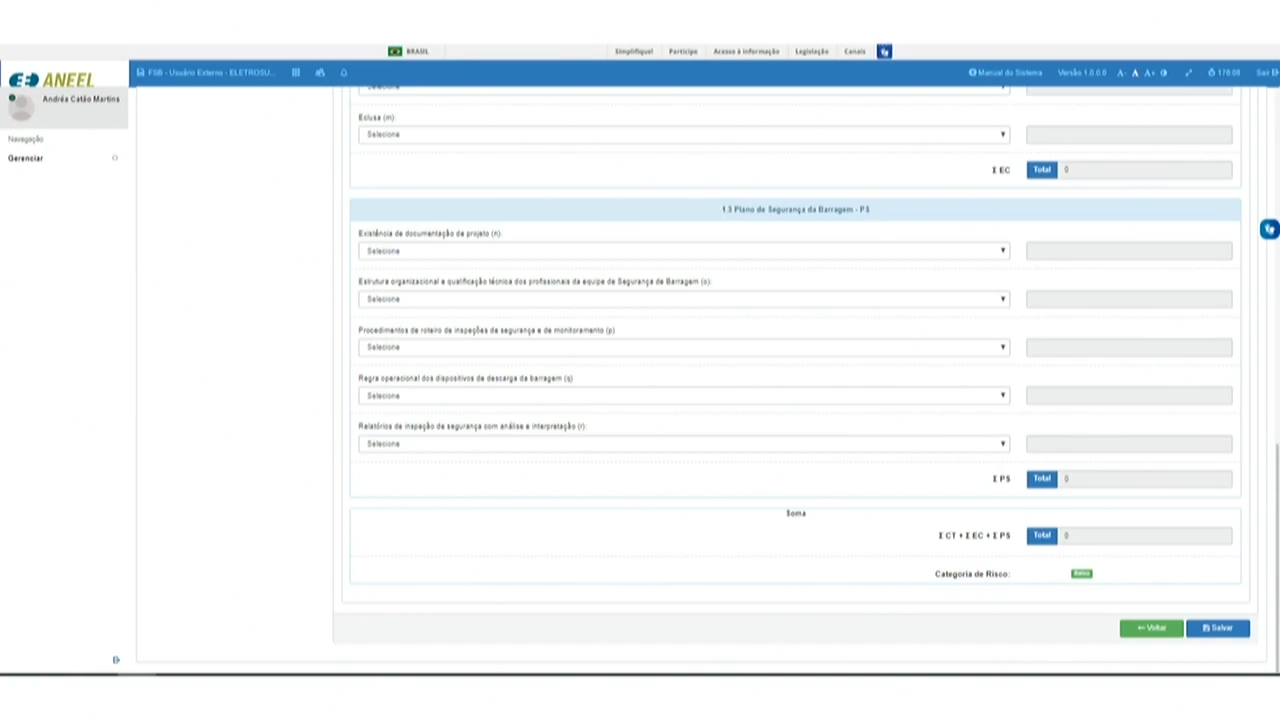 BRASIL Simplifique! Participe Acesso à informação Legislação Canais
ANEEL FSB - Usuário Externo - ELETROSU... Manual do Sistema Versão 1.0.0.0 A- A A+ 178:08 Sair
Andréa Catão Martins
Selecione
Navegação
Gerenciar
Eclusa (m):
Selecione
Σ EC Total 0
1.3 Plano de Segurança da Barragem - PS
Existência de documentação de projeto (n):
Selecione
Estrutura organizacional e qualificação técnica dos profissionais da equipe de Segurança de Barragem (o):
Selecione
Procedimentos de roteiro de inspeções de segurança e de monitoramento (p)
Selecione
Regra operacional dos dispositivos de descarga da barragem (q)
Selecione
Relatórios de inspeção de segurança com análise e interpretação (r):
Selecione
Σ PS Total 0
Soma
Σ CT + Σ EC + Σ PS Total 0
Categoria de Risco:
Voltar Salvar